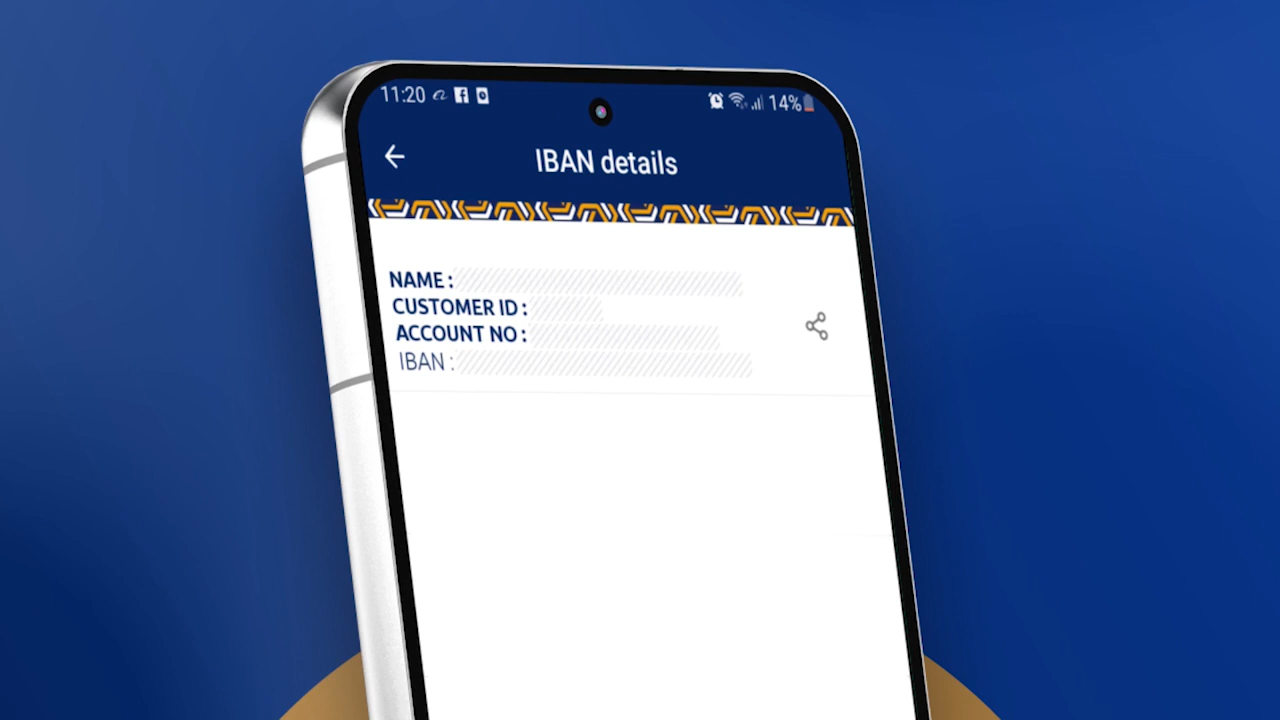 11:20
14%
IBAN details
NAME :
CUSTOMER ID :
ACCOUNT NO :
IBAN :